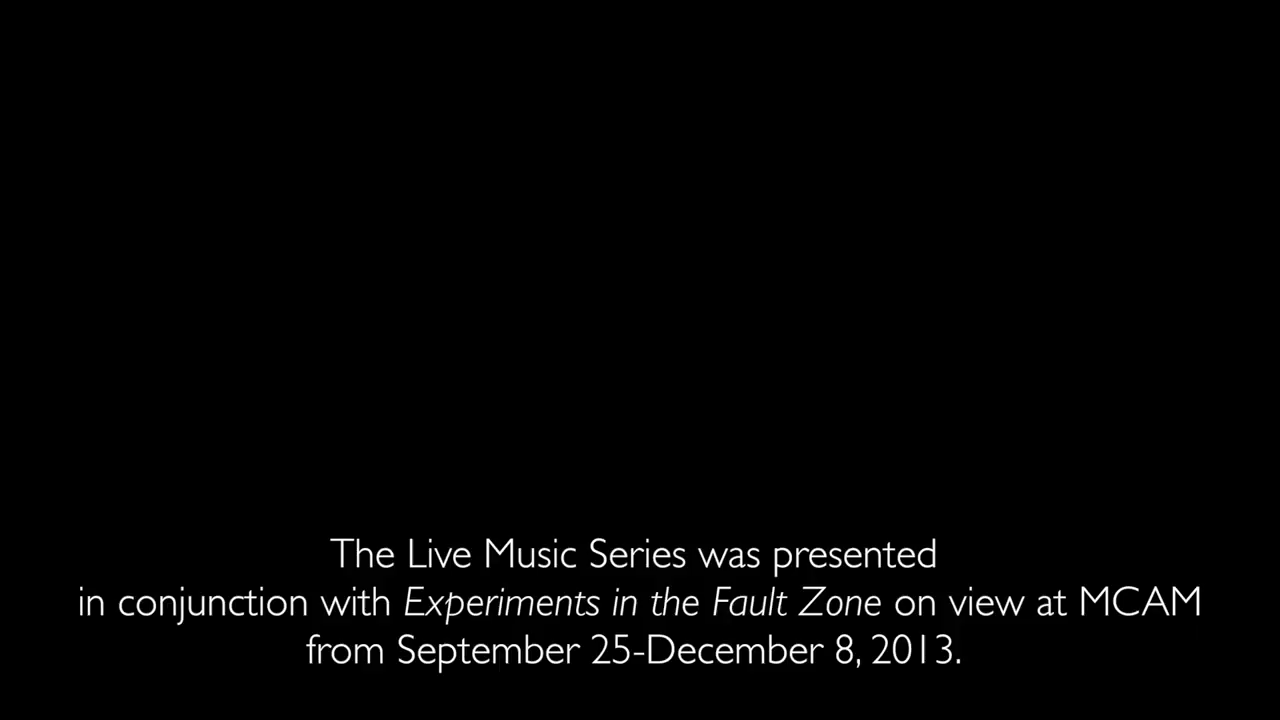 The Live Music Series was presented
in conjunction with Experiments in the Fault Zone on view at MCAM
from September 25-December 8, 2013.